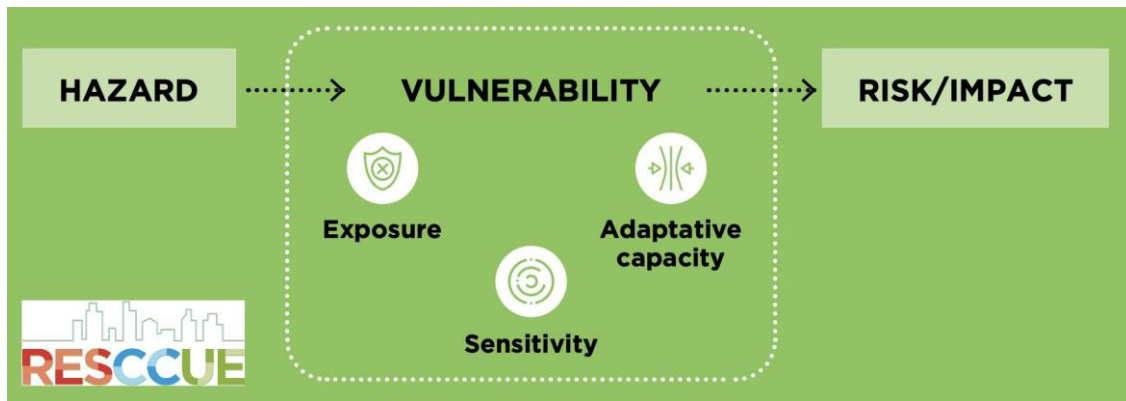 HAZARD
VULNERABILITY
RISK/IMPACT
Exposure
Adaptative
capacity
Sensitivity
RESCCUE